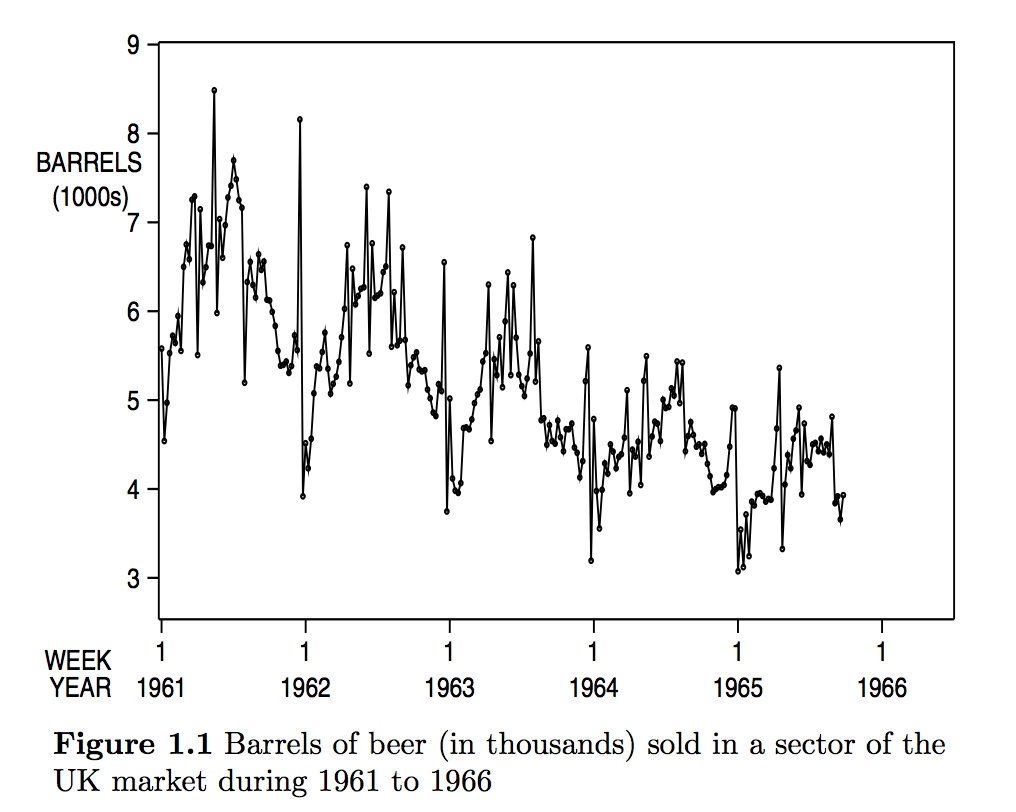 9
8
BARRELS
(1000s)
7
6
5
4
3
WEEK 1 1 1 1 1 1
YEAR 1961 1962 1963 1964 1965 1966
Figure 1.1 Barrels of beer (in thousands) sold in a sector of the
UK market during 1961 to 1966